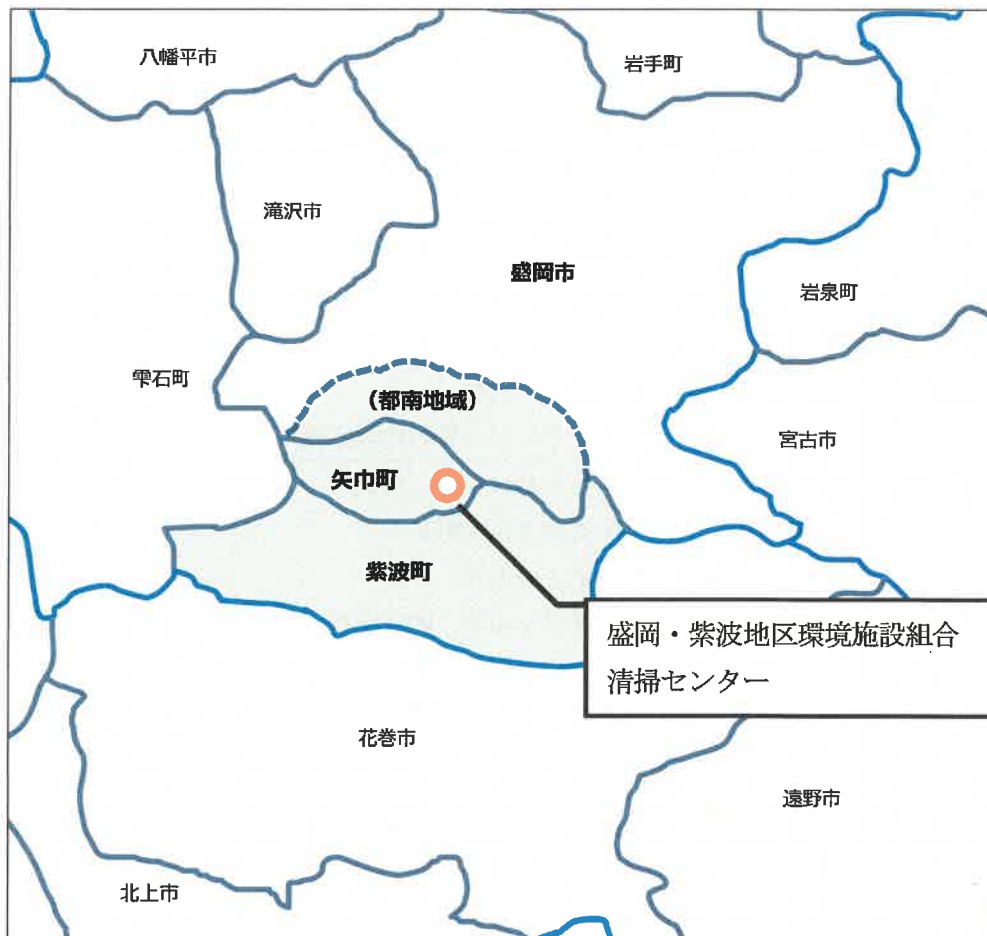 八幡平市
岩手町
滝沢市
盛岡市
岩泉町
雫石町
（都南地域）
宮古市
矢巾町
紫波町
盛岡・紫波地区環境施設組合
清掃センター
花巻市
遠野市
北上市